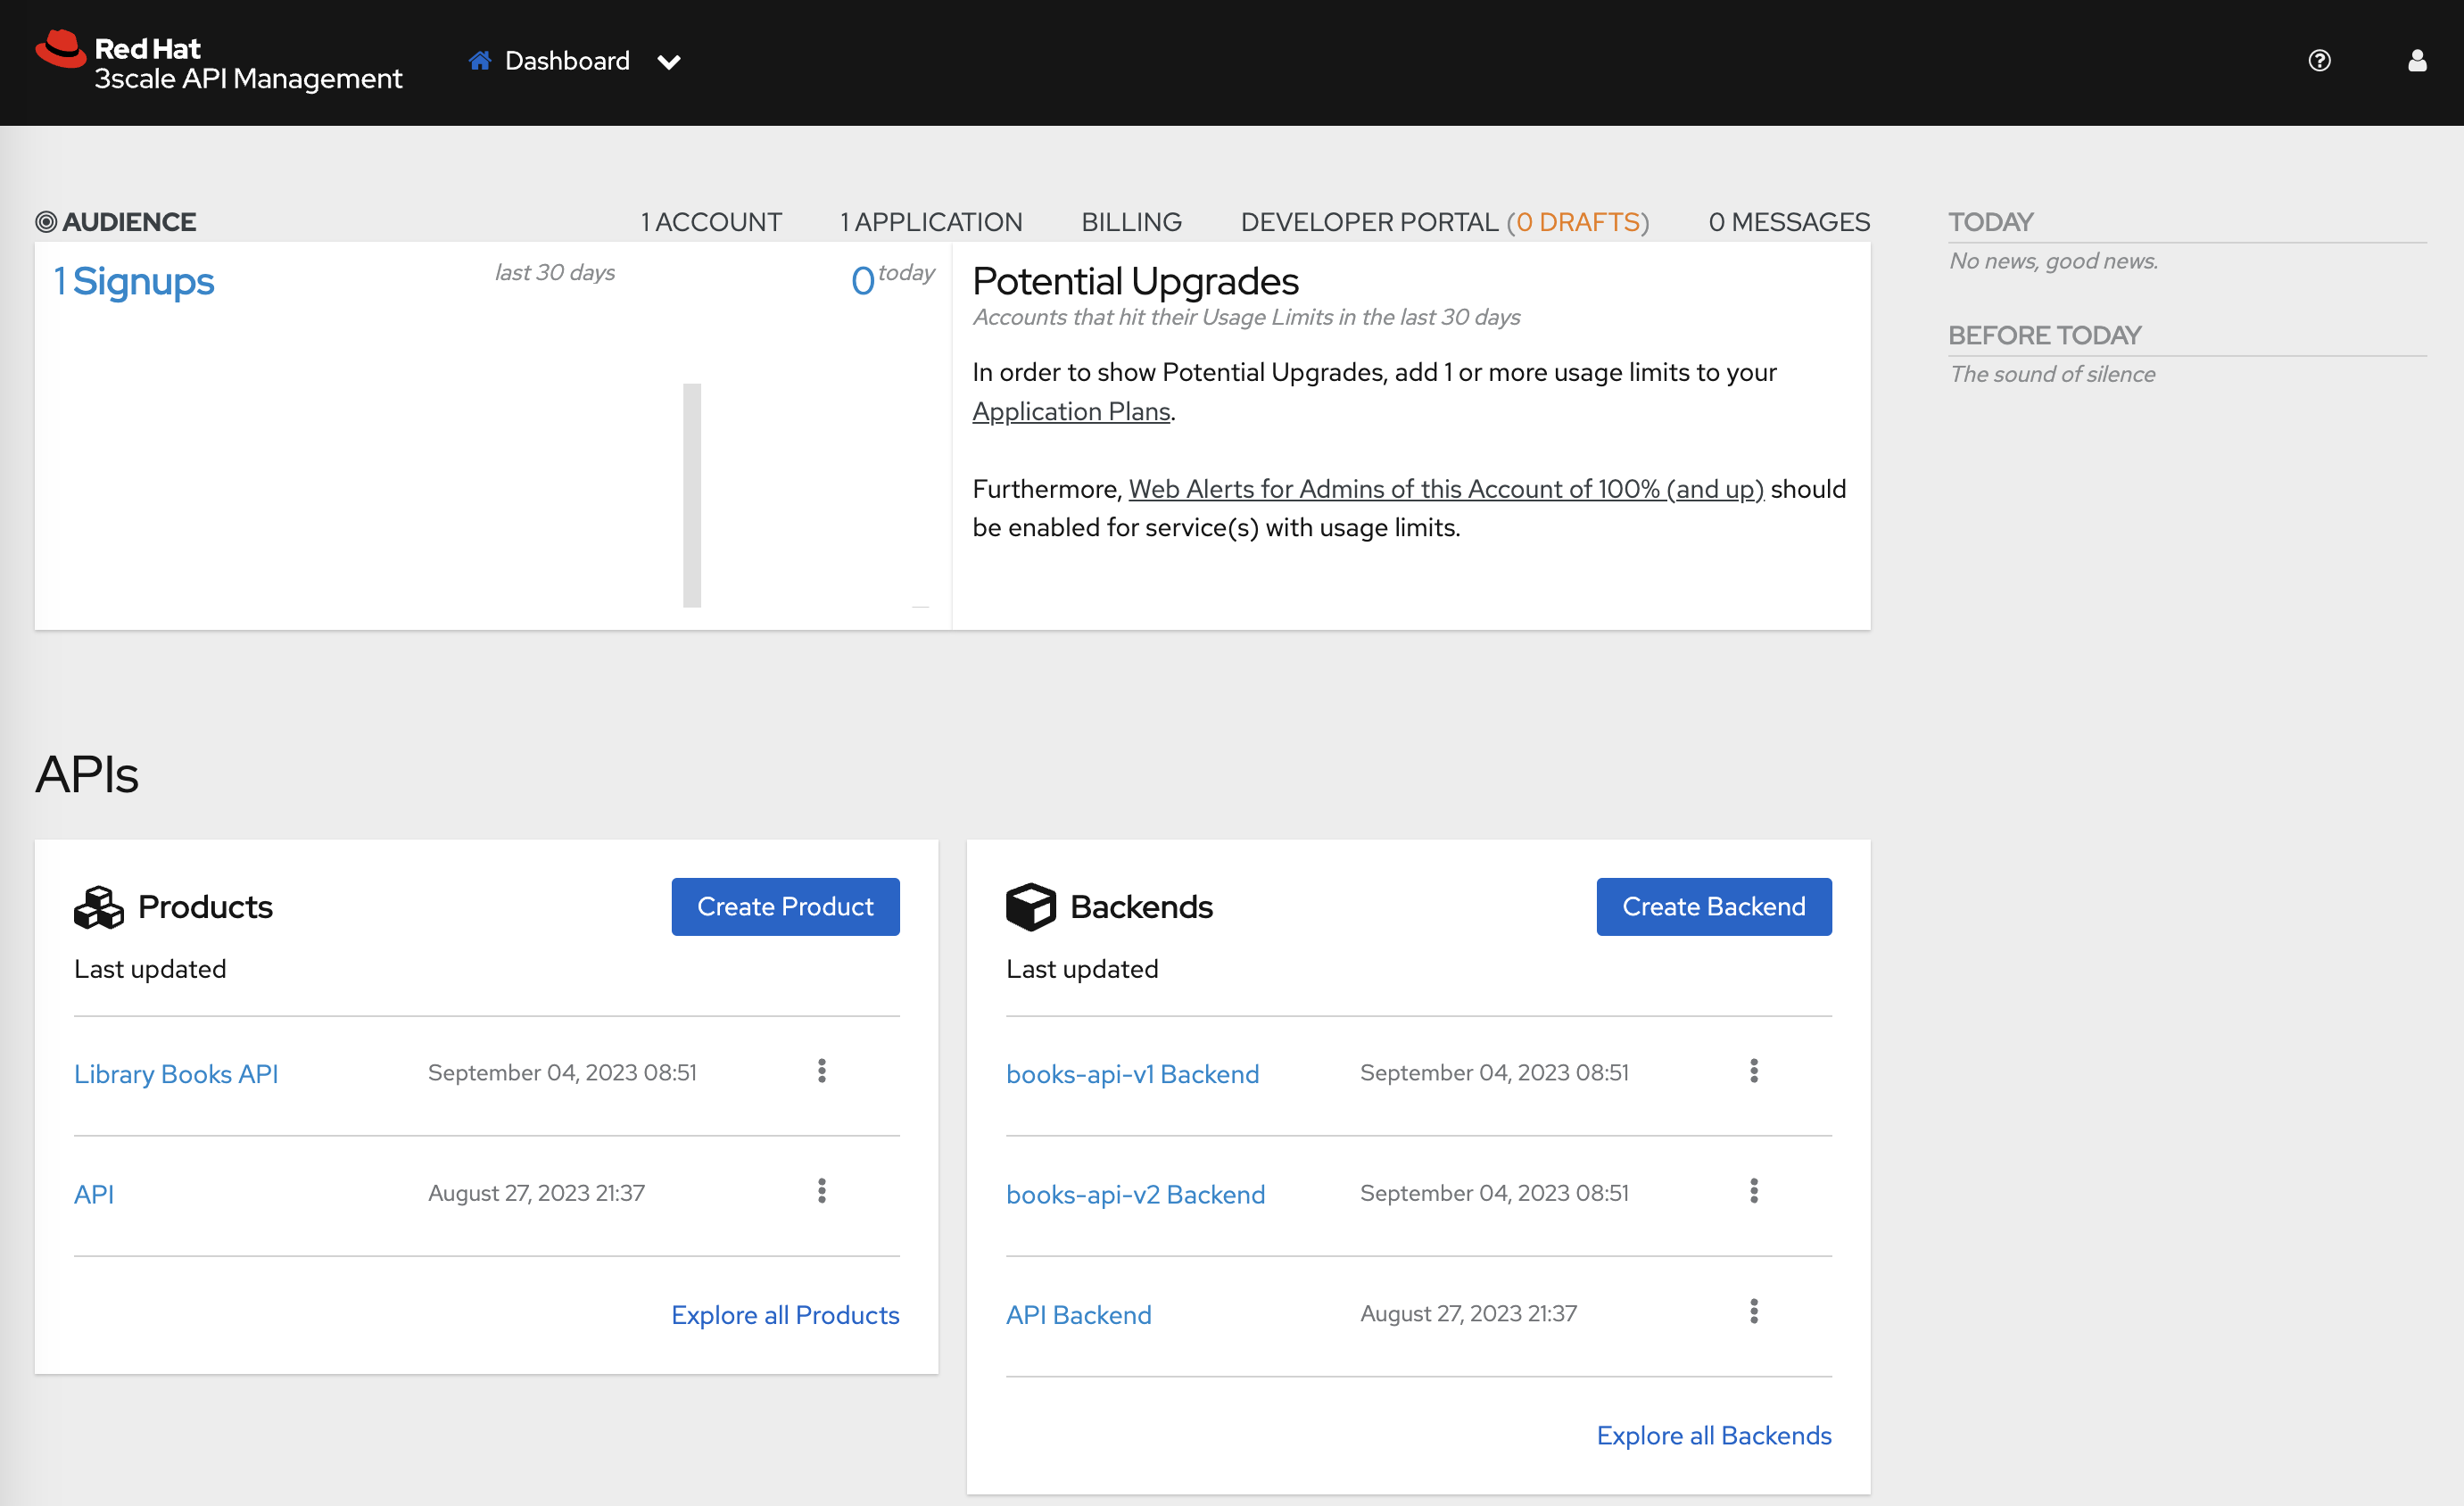 Red Hat
3scale API Management
Dashboard
AUDIENCE
1 ACCOUNT
1 APPLICATION
BILLING
DEVELOPER PORTAL (0 DRAFTS)
0 MESSAGES
1 Signups
last 30 days
0 today
Potential Upgrades
Accounts that hit their Usage Limits in the last 30 days
In order to show Potential Upgrades, add 1 or more usage limits to your
Application Plans.
Furthermore, Web Alerts for Admins of this Account of 100% (and up) should
be enabled for service(s) with usage limits.
TODAY
No news, good news.
BEFORE TODAY
The sound of silence
APIs
Products
Create Product
Last updated
Library Books API
September 04, 2023 08:51
API
August 27, 2023 21:37
Explore all Products
Backends
Create Backend
Last updated
books-api-v1 Backend
September 04, 2023 08:51
books-api-v2 Backend
September 04, 2023 08:51
API Backend
August 27, 2023 21:37
Explore all Backends